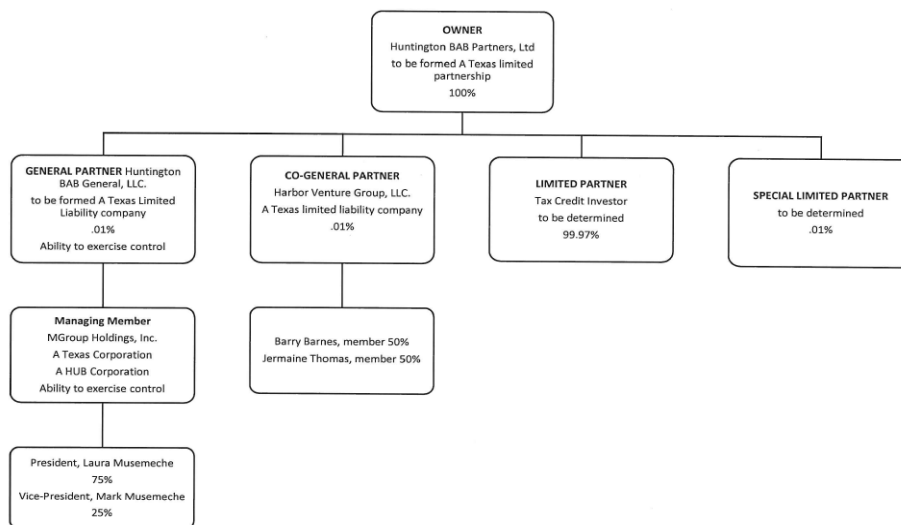 OWNER
Huntington BAB Partners, Ltd
to be formed A Texas limited
partnership
100%
GENERAL PARTNER Huntington
BAB General, LLC.
to be formed A Texas Limited
Liability company
.01%
Ability to exercise control
CO-GENERAL PARTNER
Harbor Venture Group, LLC.
A Texas limited liability company
.01%
LIMITED PARTNER
Tax Credit Investor
to be determined
99.97%
SPECIAL LIMITED PARTNER
to be determined
.01%
Managing Member
MGroup Holdings, Inc.
A Texas Corporation
A HUB Corporation
Ability to exercise control
Barry Barnes, member 50%
Jermaine Thomas, member 50%
President, Laura Musemeche
75%
Vice-President, Mark Musemeche
25%